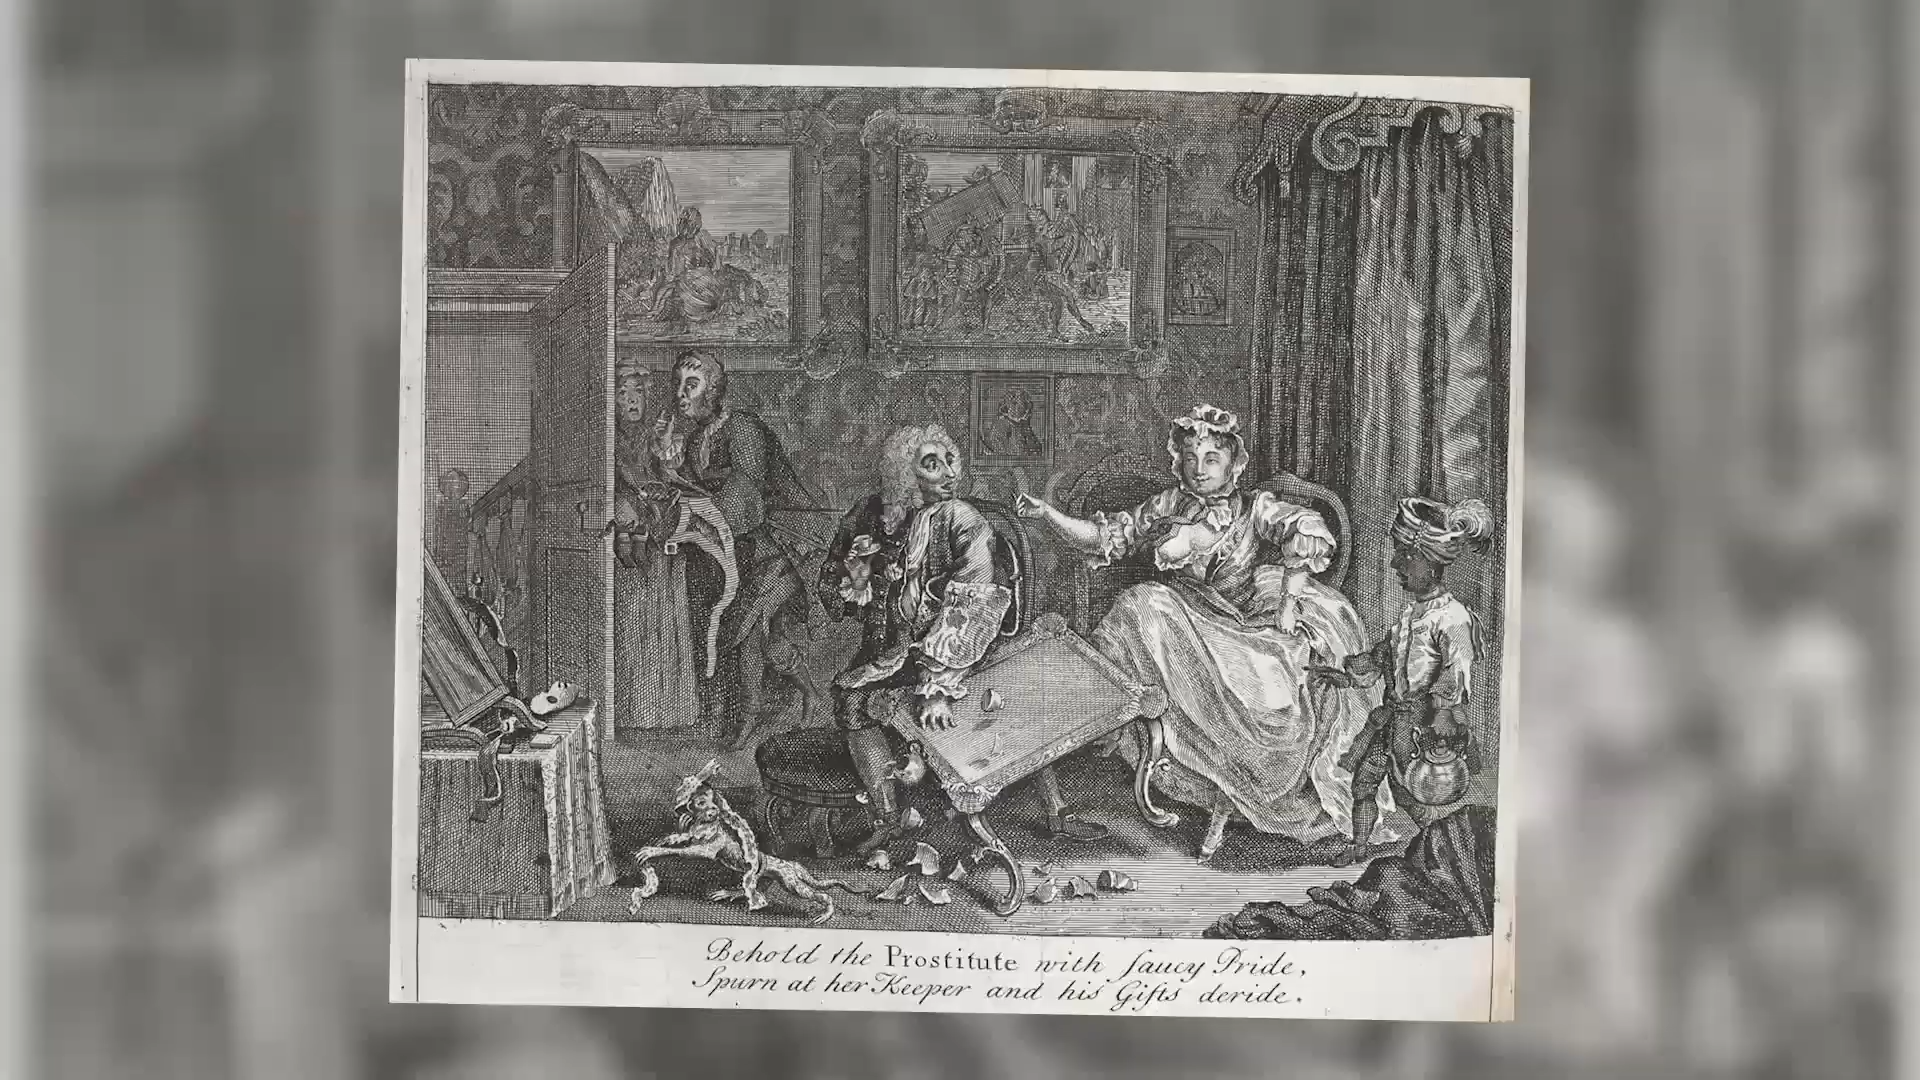 Behold the Prostitute with ſaucy Pride,
Spurn at her Keeper and his Gifts deride.